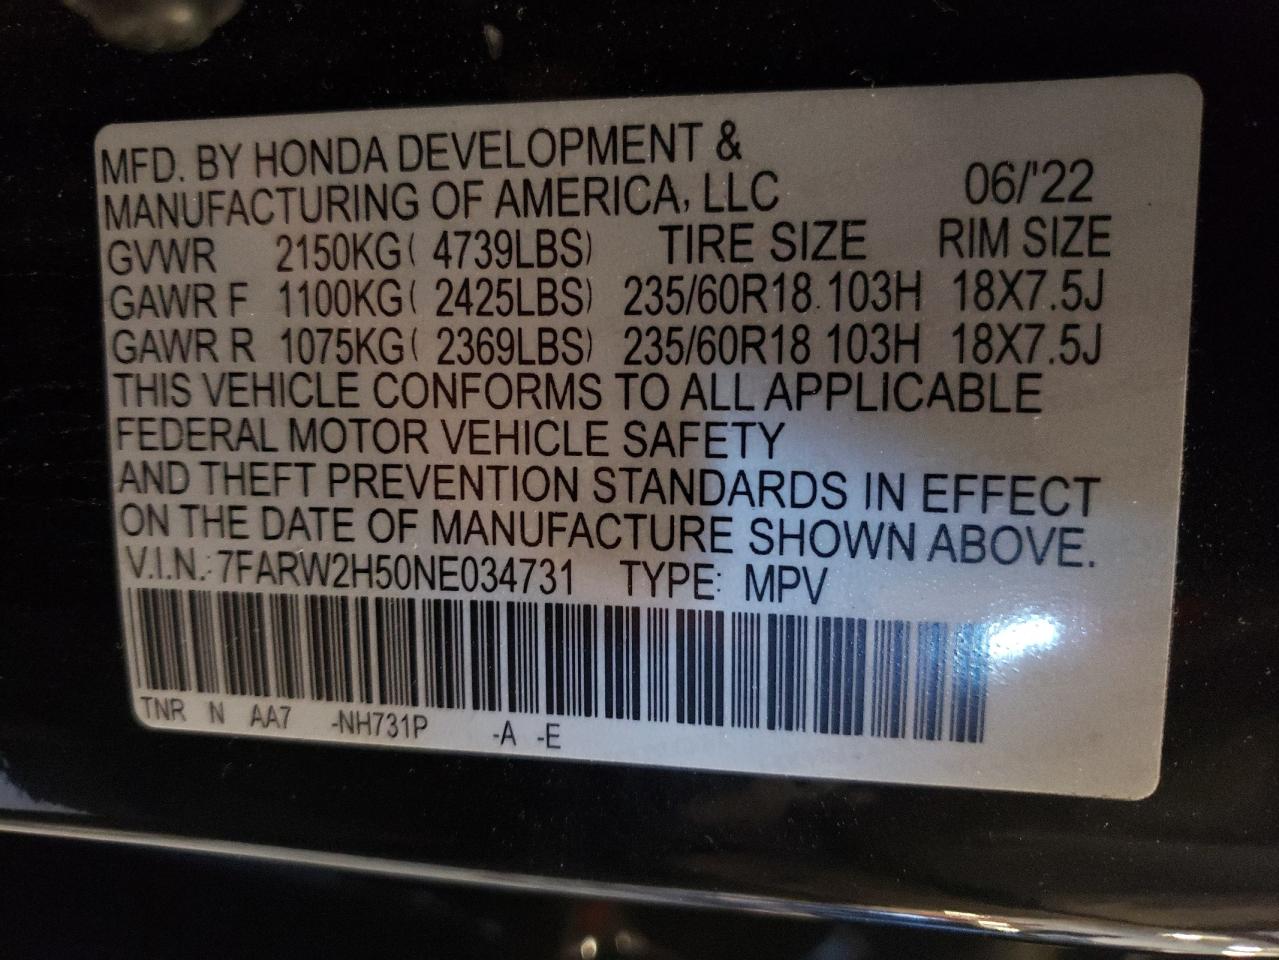 MFD. BY HONDA DEVELOPMENT &
MANUFACTURING OF AMERICA, LLC 06/'22
GVWR 2150KG( 4739LBS) TIRE SIZE RIM SIZE
GAWR F 1100KG( 2425LBS) 235/60R18 103H 18X7.5J
GAWR R 1075KG( 2369LBS) 235/60R18 103H 18X7.5J
THIS VEHICLE CONFORMS TO ALL APPLICABLE
FEDERAL MOTOR VEHICLE SAFETY
AND THEFT PREVENTION STANDARDS IN EFFECT
ON THE DATE OF MANUFACTURE SHOWN ABOVE.
V.I.N.: 7FARW2H50NE034731 TYPE: MPV
TNR N AA7 -NH731P -A -E